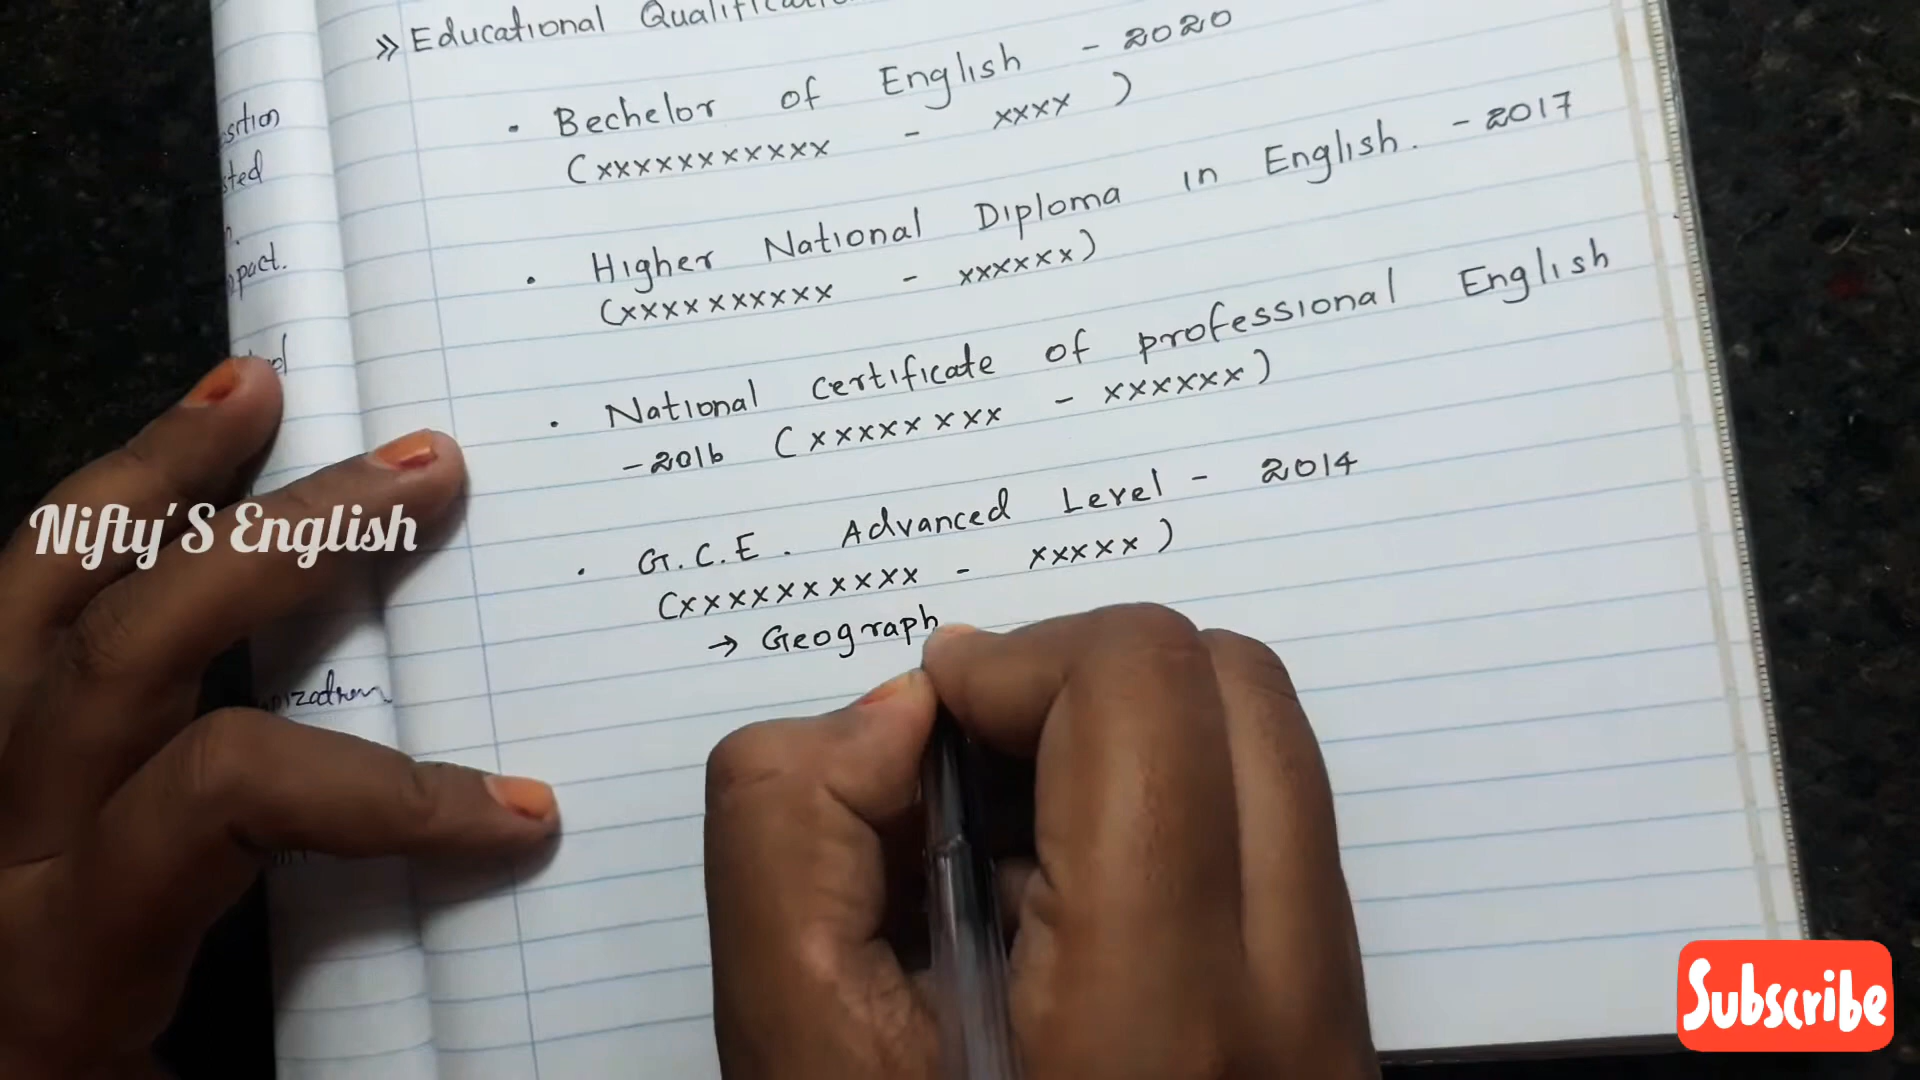 » Educational Qualificatio
• Bechelor of English - 2020
(xxxxxxxxxxx - xxxx )
• Higher National Diploma in English. - 2017
(xxxxxxxxxx - xxxxxx)
• National certificate of professional English
-2016 (xxxxxxxx - xxxxxx)
• G.C.E. Advanced Level - 2014
(xxxxxxxxxx - xxxxx)
→ Geograph
Nifty'S English
Subscribe